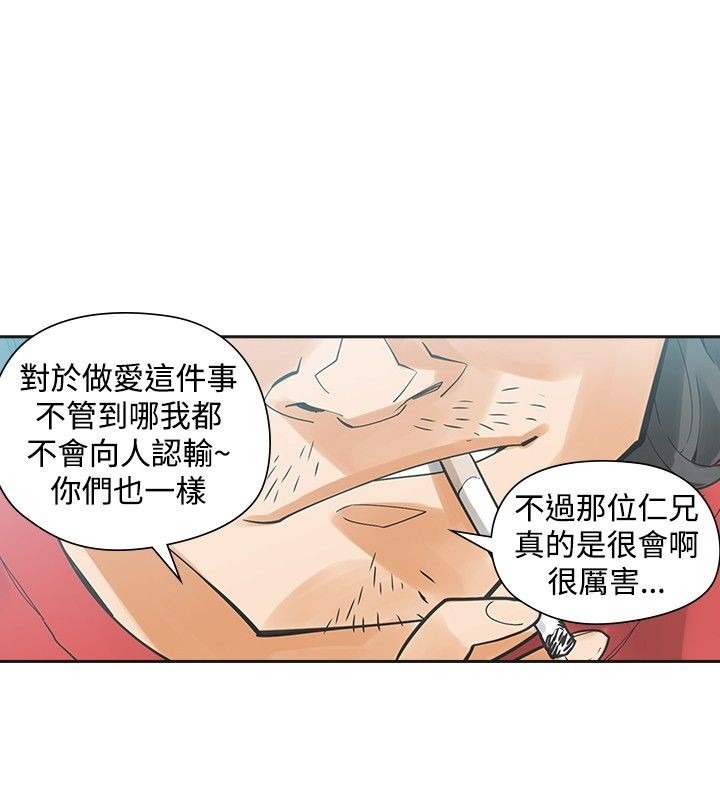 對於做愛這件事
不管到哪我都
不會向人認輸~
你們也一樣
不過那位仁兄
真的是很會啊
很厲害...